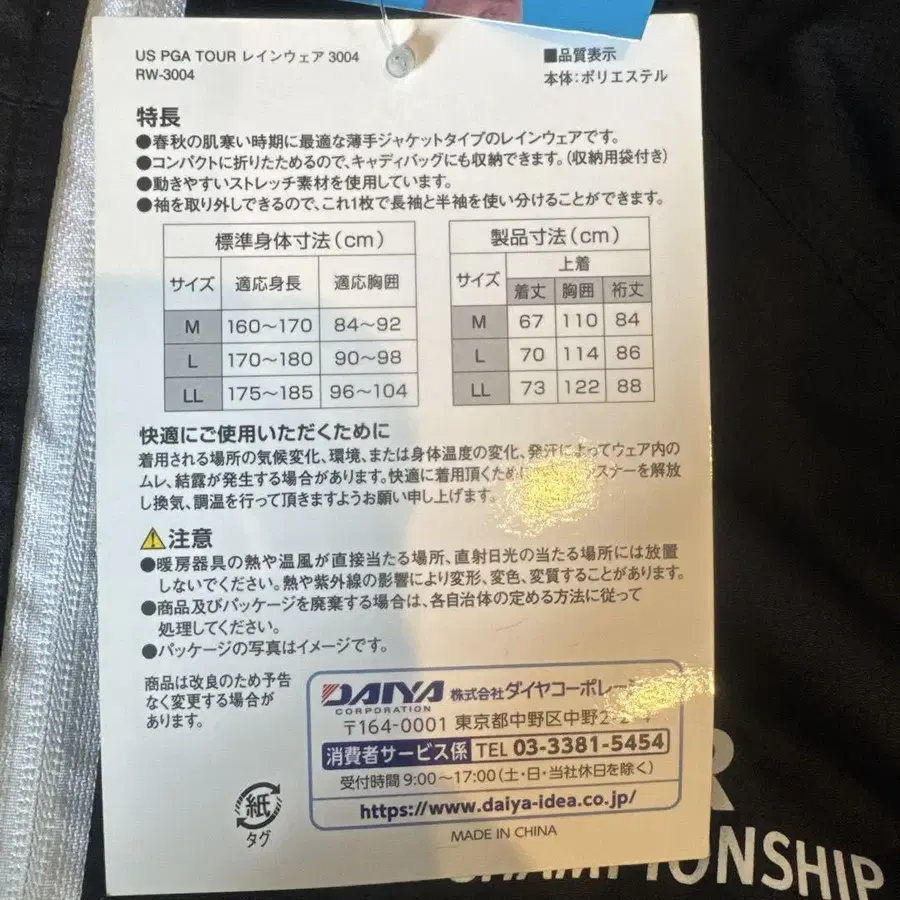 US PGA TOUR レインウェア 3004
RW-3004
■品質表示
本体:ポリエステル
特長
●春秋の肌寒い時期に最適な薄手ジャケットタイプのレインウェアです。
●コンパクトに折りたためるので、キャディバッグにも収納できます。(収納用袋付き)
●動きやすいストレッチ素材を使用しています。
●袖を取り外しできるので、これ1枚で長袖と半袖を使い分けることができます。
標準身体寸法(cm)
サイズ 適応身長 適応胸囲
M 160〜170 84〜92
L 170〜180 90〜98
LL 175〜185 96〜104
製品寸法(cm)
サイズ 上着
着丈 胸囲 裄丈
M 67 110 84
L 70 114 86
LL 73 122 88
快適にご使用いただくために
着用される場所の気候変化、環境、または身体温度の変化、発汗によってウェア内の
ムレ、結露が発生する場合があります。快適に着用頂くため スナーを解放
し換気、調温を行って頂きますようお願い申し上げます。
⚠注意
●暖房器具の熱や温風が直接当たる場所、直射日光の当たる場所には放置
しないでください。熱や紫外線の影響により変形、変色、変質することがあります。
●商品及びパッケージを廃棄する場合は、各自治体の定める方法に従って
処理してください。
●パッケージの写真はイメージです。
商品は改良のため予告
なく変更する場合が
あります。
DAIYA CORPORATION 株式会社ダイヤコーポレー
〒164-0001 東京都中野区中野
消費者サービス係 TEL 03-3381-5454
受付時間 9:00〜17:00(土・日・当社休日を除く)
https://www.daiya-idea.co.jp/
MADE IN CHINA
紙
タグ
R
CHAMPIONSHIP